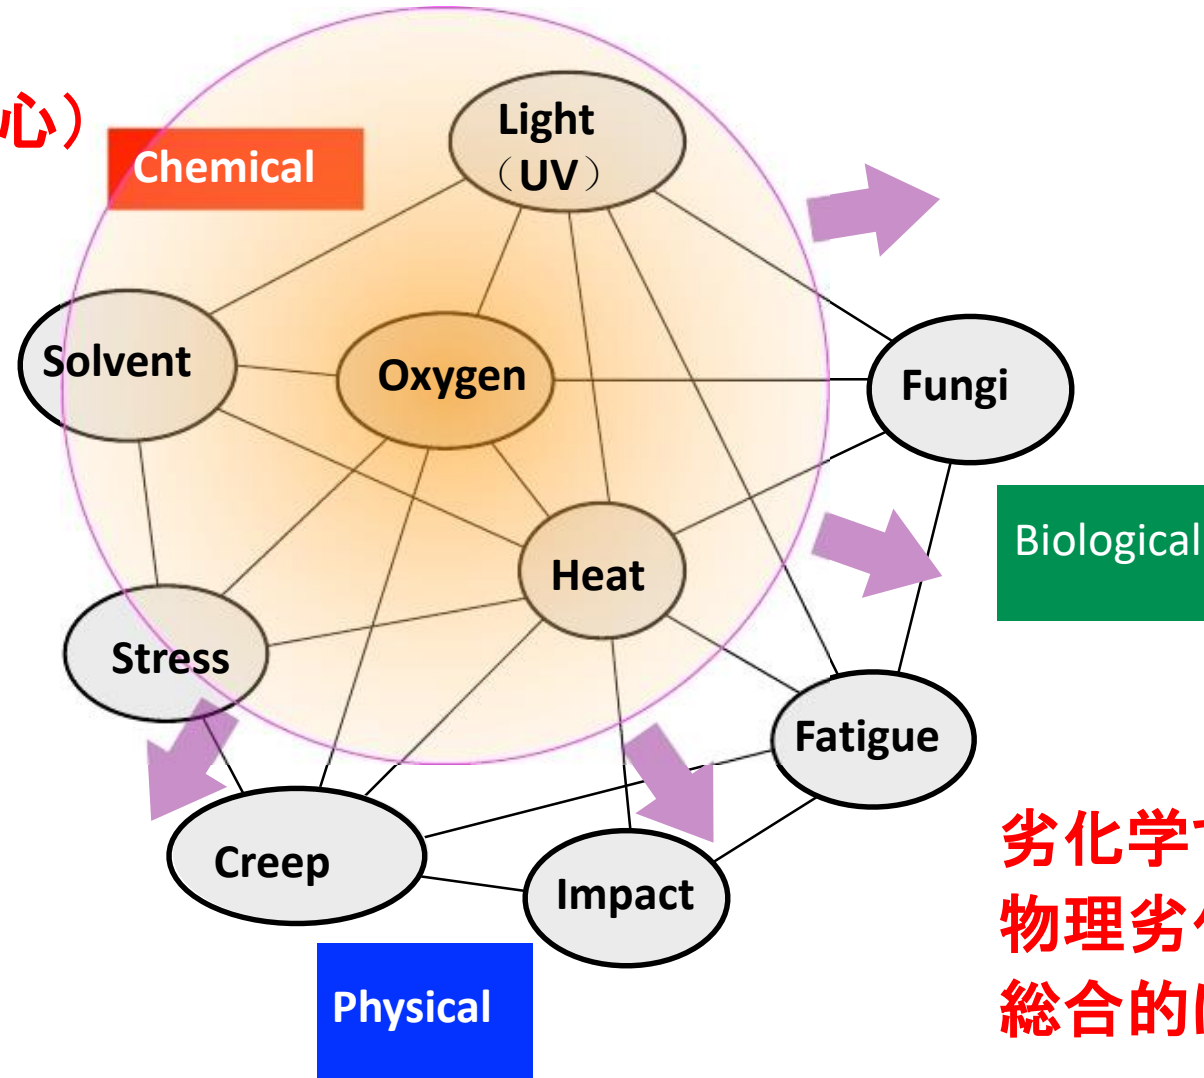 心）
Chemical
Light
（UV）
Solvent
Oxygen
Fungi
Biological
Heat
Stress
Fatigue
Creep
Impact
Physical
劣化学
物理劣
総合的